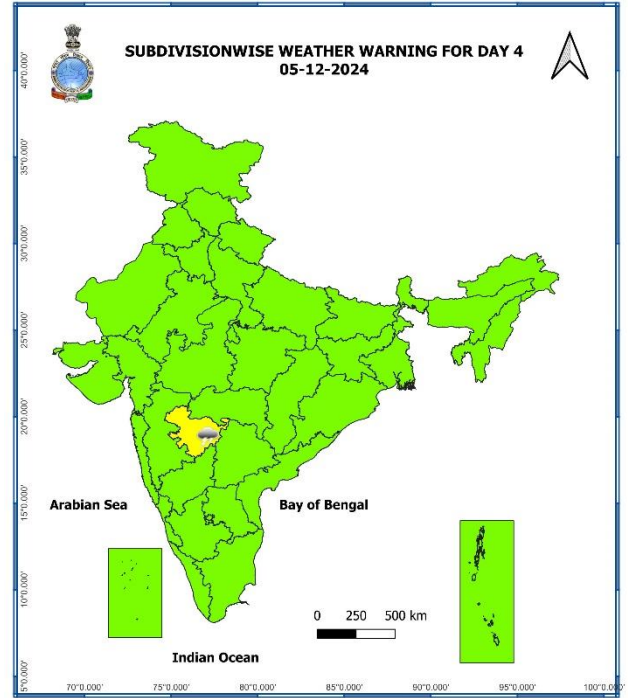 SUBDIVISIONWISE WEATHER WARNING FOR DAY 4
05-12-2024
40°0.000'
35°0.000'
30°0.000'
25°0.000'
20°0.000'
15°0.000'
10°0.000'
5°0.000'
Arabian Sea
Bay of Bengal
0 250 500 km
Indian Ocean
70°0.000' 75°0.000' 80°0.000' 85°0.000' 90°0.000' 95°0.000' 100°0.000'